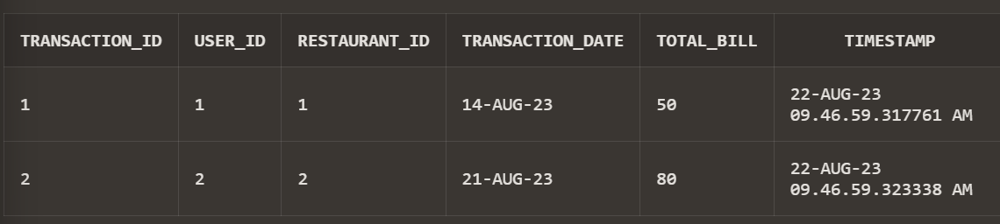 TRANSACTION_ID USER_ID RESTAURANT_ID TRANSACTION_DATE TOTAL_BILL TIMESTAMP
1 1 1 14-AUG-23 50 22-AUG-23
09.46.59.317761 AM
2 2 2 21-AUG-23 80 22-AUG-23
09.46.59.323338 AM